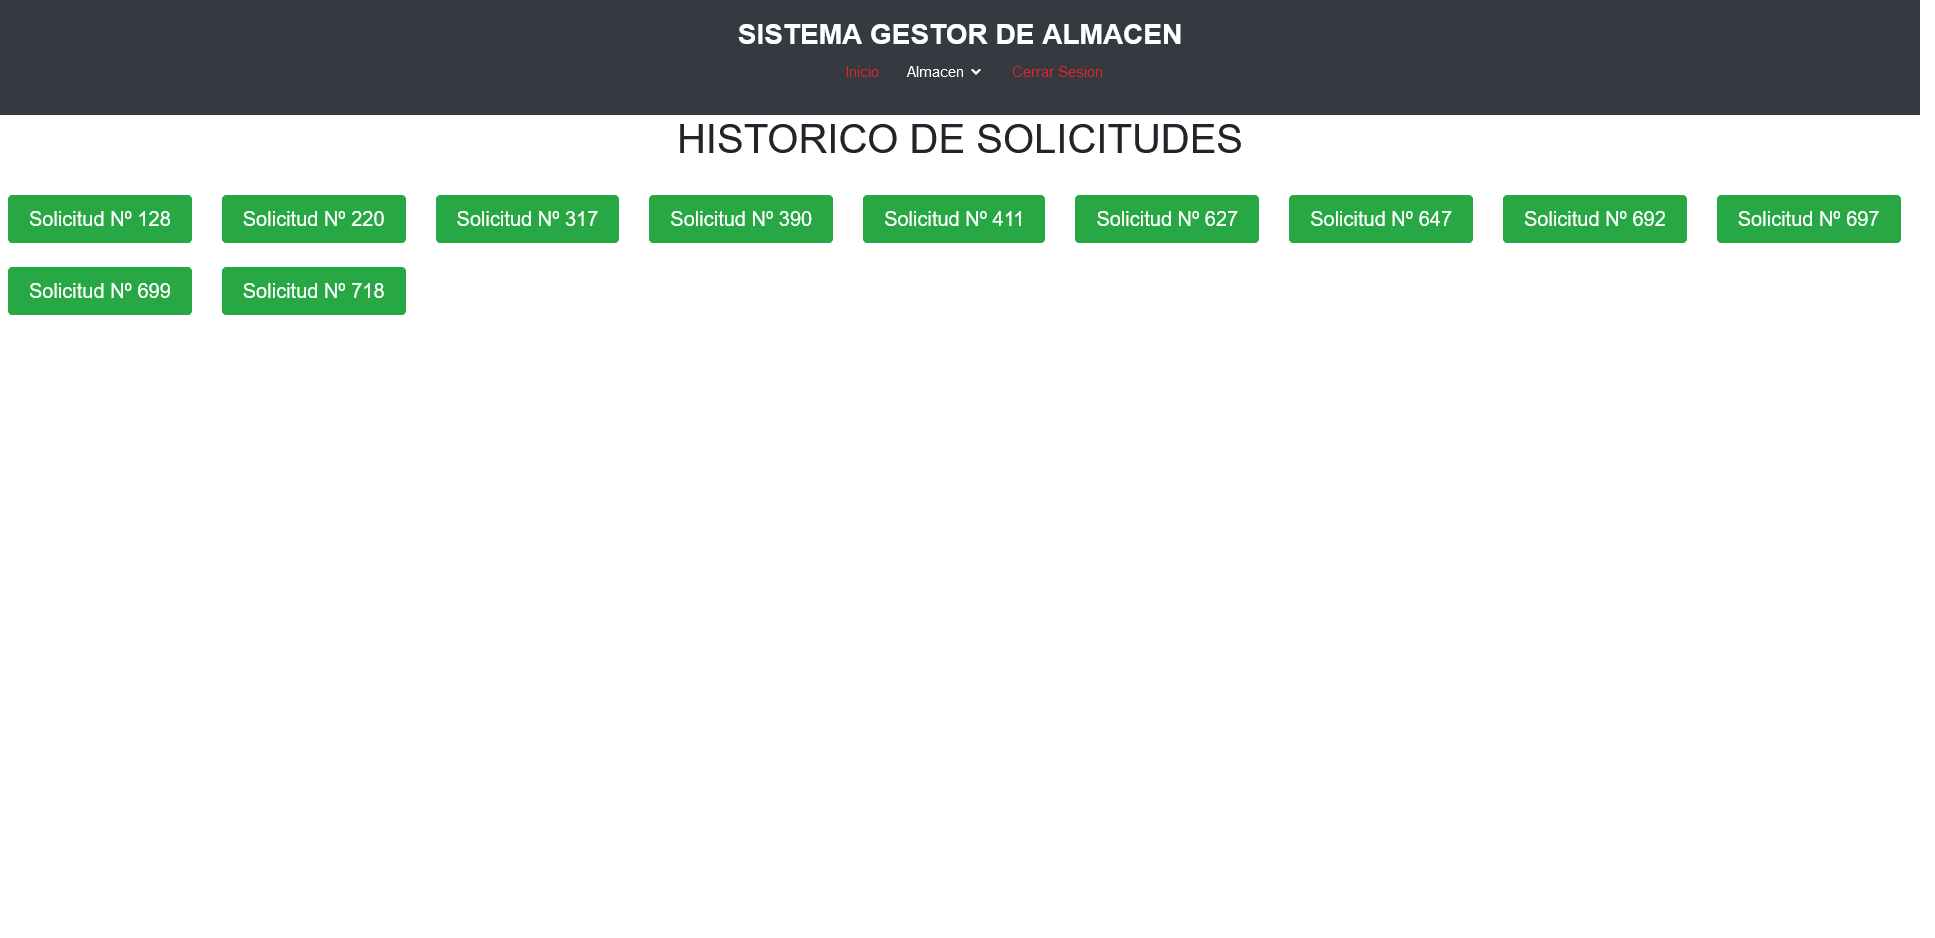 SISTEMA GESTOR DE ALMACEN
Inicio Almacen Cerrar Sesion
HISTORICO DE SOLICITUDES
Solicitud Nº 128 Solicitud Nº 220 Solicitud Nº 317 Solicitud Nº 390 Solicitud Nº 411 Solicitud Nº 627 Solicitud Nº 647 Solicitud Nº 692 Solicitud Nº 697
Solicitud Nº 699 Solicitud Nº 718